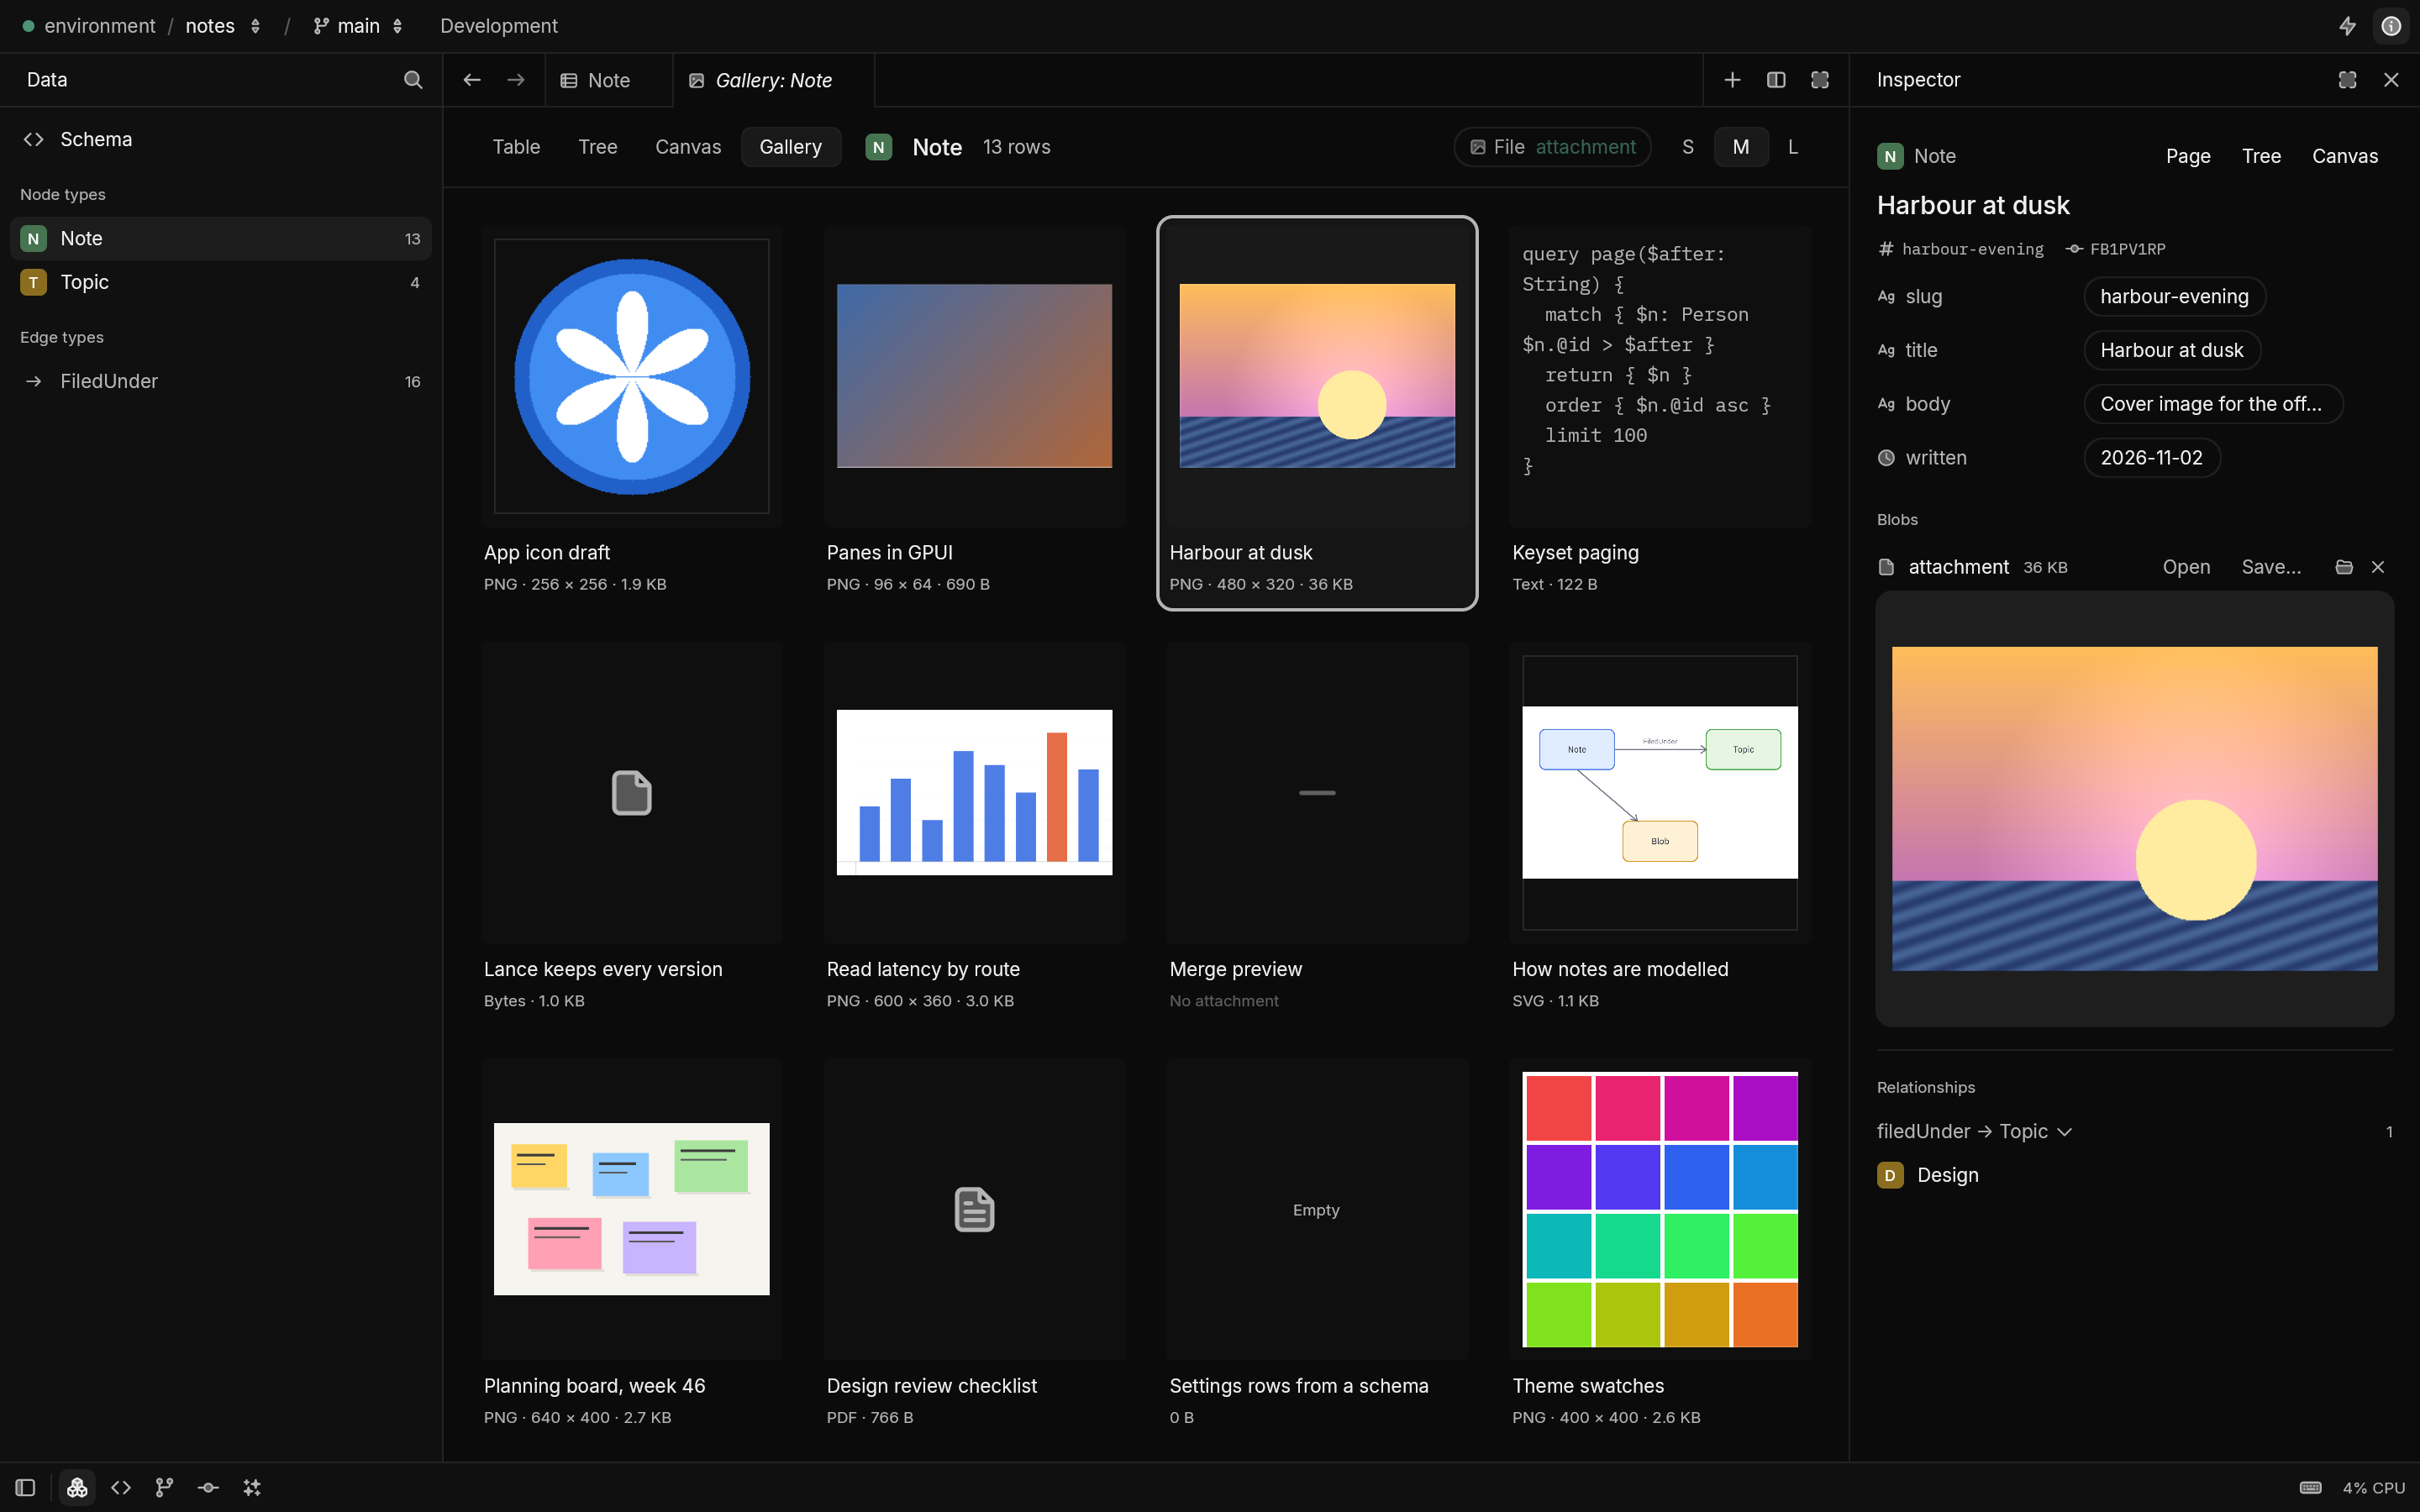 environment / notes / main Development
Data
Note
Gallery: Note
Inspector
Schema
Node types
N Note 13
T Topic 4
Edge types
FiledUnder 16
Table Tree Canvas Gallery N Note 13 rows File attachment S M L
query page($after:
String) {
match { $n: Person
$n.@id > $after }
return { $n }
order { $n.@id asc }
limit 100
}
App icon draft
PNG · 256 × 256 · 1.9 KB
Panes in GPUI
PNG · 96 × 64 · 690 B
Harbour at dusk
PNG · 480 × 320 · 36 KB
Keyset paging
Text · 122 B
Note
FiledUnder
Topic
Blob
Lance keeps every version
Bytes · 1.0 KB
Read latency by route
PNG · 600 × 360 · 3.0 KB
Merge preview
No attachment
How notes are modelled
SVG · 1.1 KB
Empty
Planning board, week 46
PNG · 640 × 400 · 2.7 KB
Design review checklist
PDF · 766 B
Settings rows from a schema
0 B
Theme swatches
PNG · 400 × 400 · 2.6 KB
N Note Page Tree Canvas
Harbour at dusk
# harbour-evening FB1PV1RP
Ag slug harbour-evening
Ag title Harbour at dusk
Ag body Cover image for the off...
written 2026-11-02
Blobs
attachment 36 KB Open Save...
Relationships
filedUnder → Topic 1
D Design
4% CPU